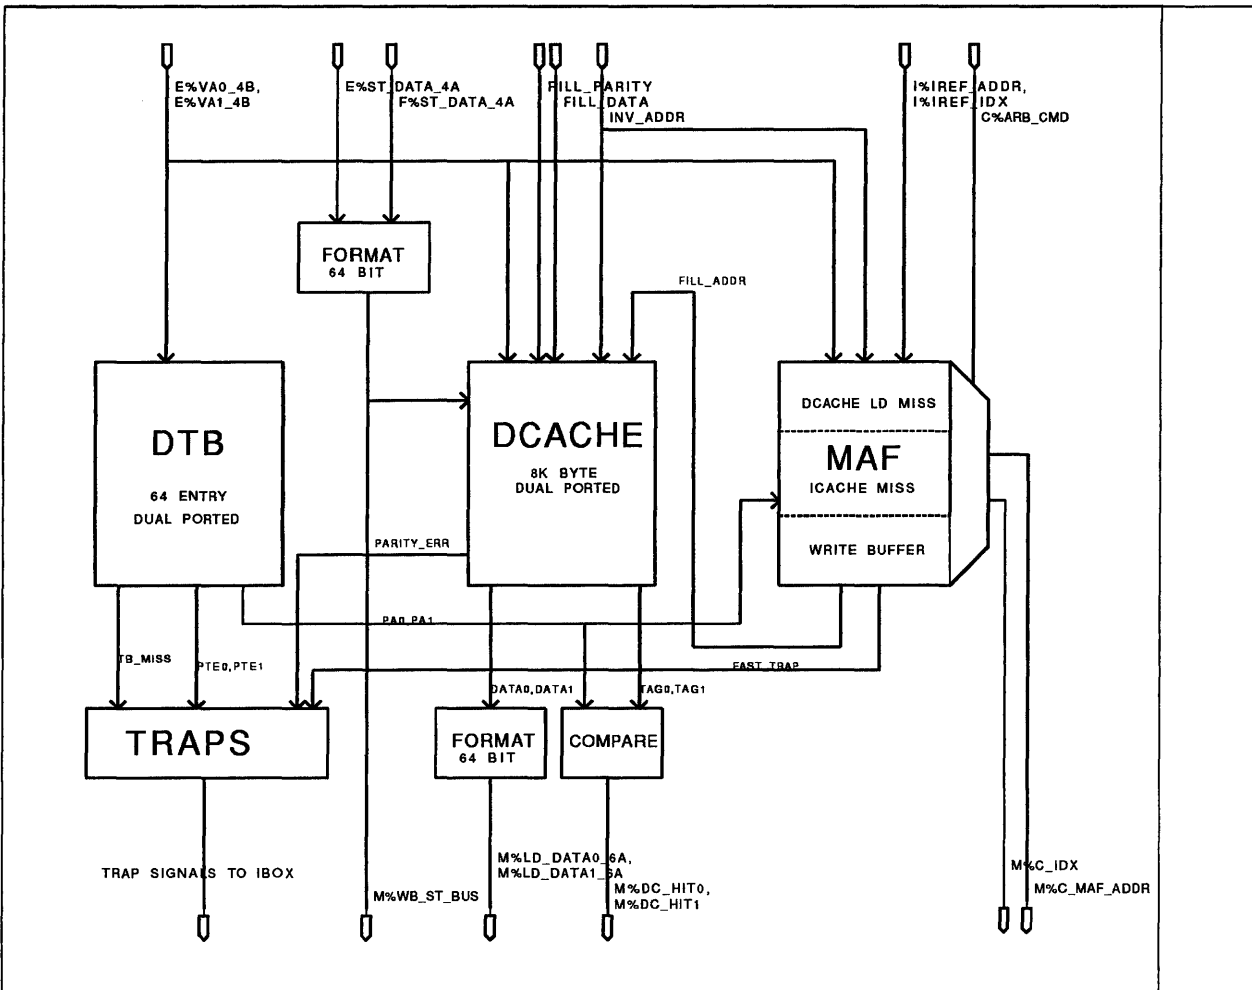 E%VA0_4B,
E%VA1_4B
E%ST_DATA_4A
F%ST_DATA_4A
FILL_PARITY
FILL_DATA
INV_ADDR
I%IREF_ADDR,
I%IREF_IDX
C%ARB_CMD
FORMAT
64 BIT
FILL_ADDR
DTB
64 ENTRY
DUAL PORTED
DCACHE
8K BYTE
DUAL PORTED
DCACHE LD MISS
MAF
ICACHE MISS
WRITE BUFFER
PARITY_ERR
PA0,PA1
TB_MISS
PTE0,PTE1
FAST_TRAP
DATA0,DATA1
TAG0,TAG1
TRAPS
FORMAT
64 BIT
COMPARE
TRAP SIGNALS TO IBOX
M%WB_ST_BUS
M%LD_DATA0_6A,
M%LD_DATA1_6A
M%DC_HIT0,
M%DC_HIT1
M%C_IDX
M%C_MAF_ADDR